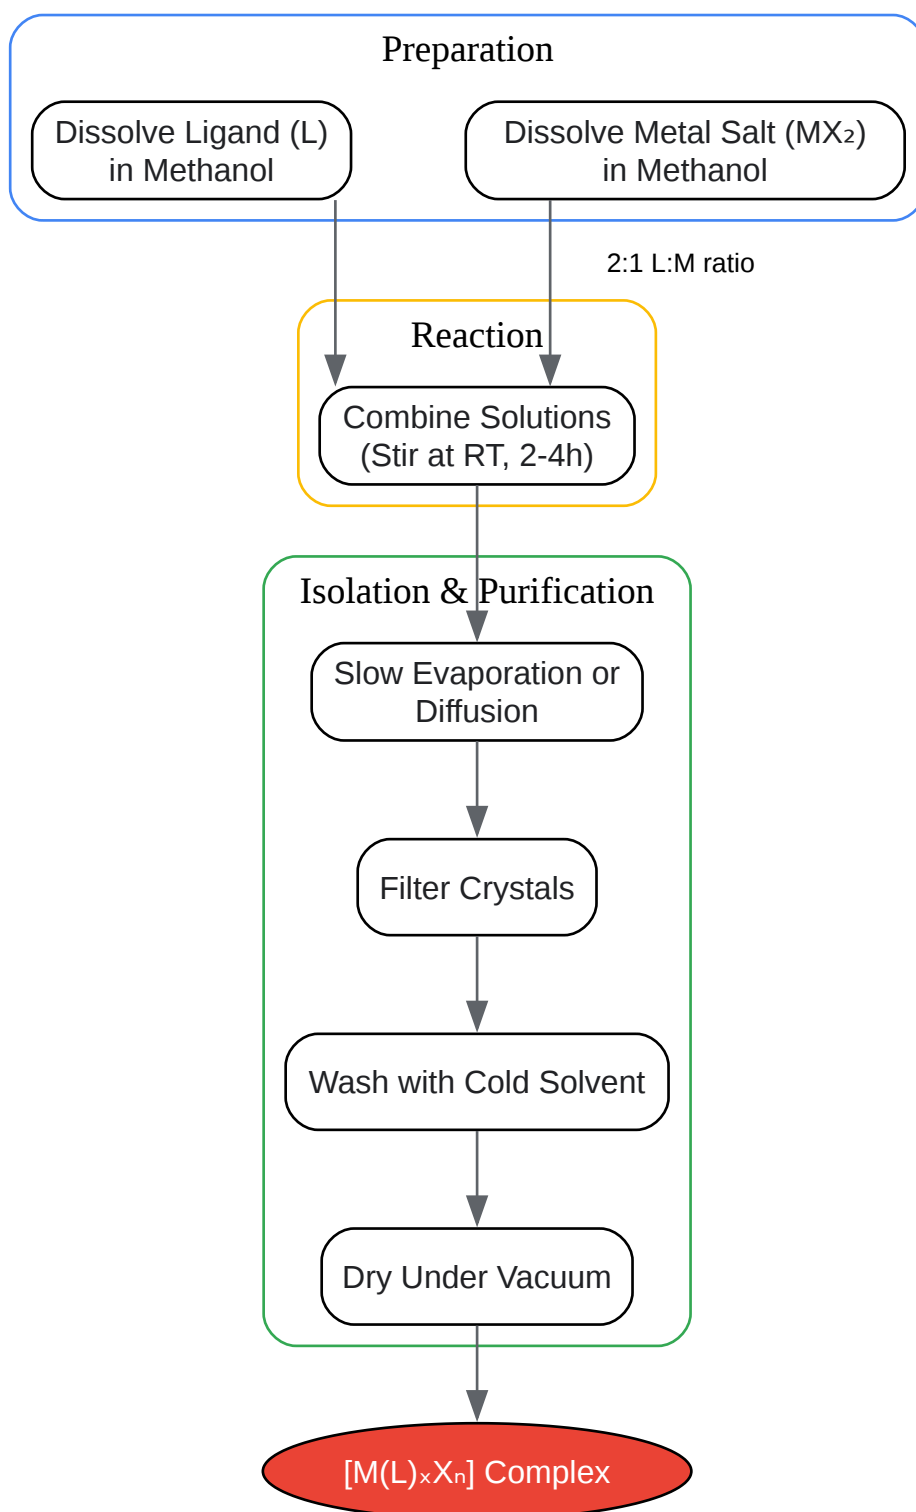 Preparation
Dissolve Ligand (L)
in Methanol
Dissolve Metal Salt (MX₂)
in Methanol
2:1 L:M ratio
Reaction
Combine Solutions
(Stir at RT, 2-4h)
Isolation & Purification
Slow Evaporation or
Diffusion
Filter Crystals
Wash with Cold Solvent
Dry Under Vacuum
[M(L)ₓXₙ] Complex